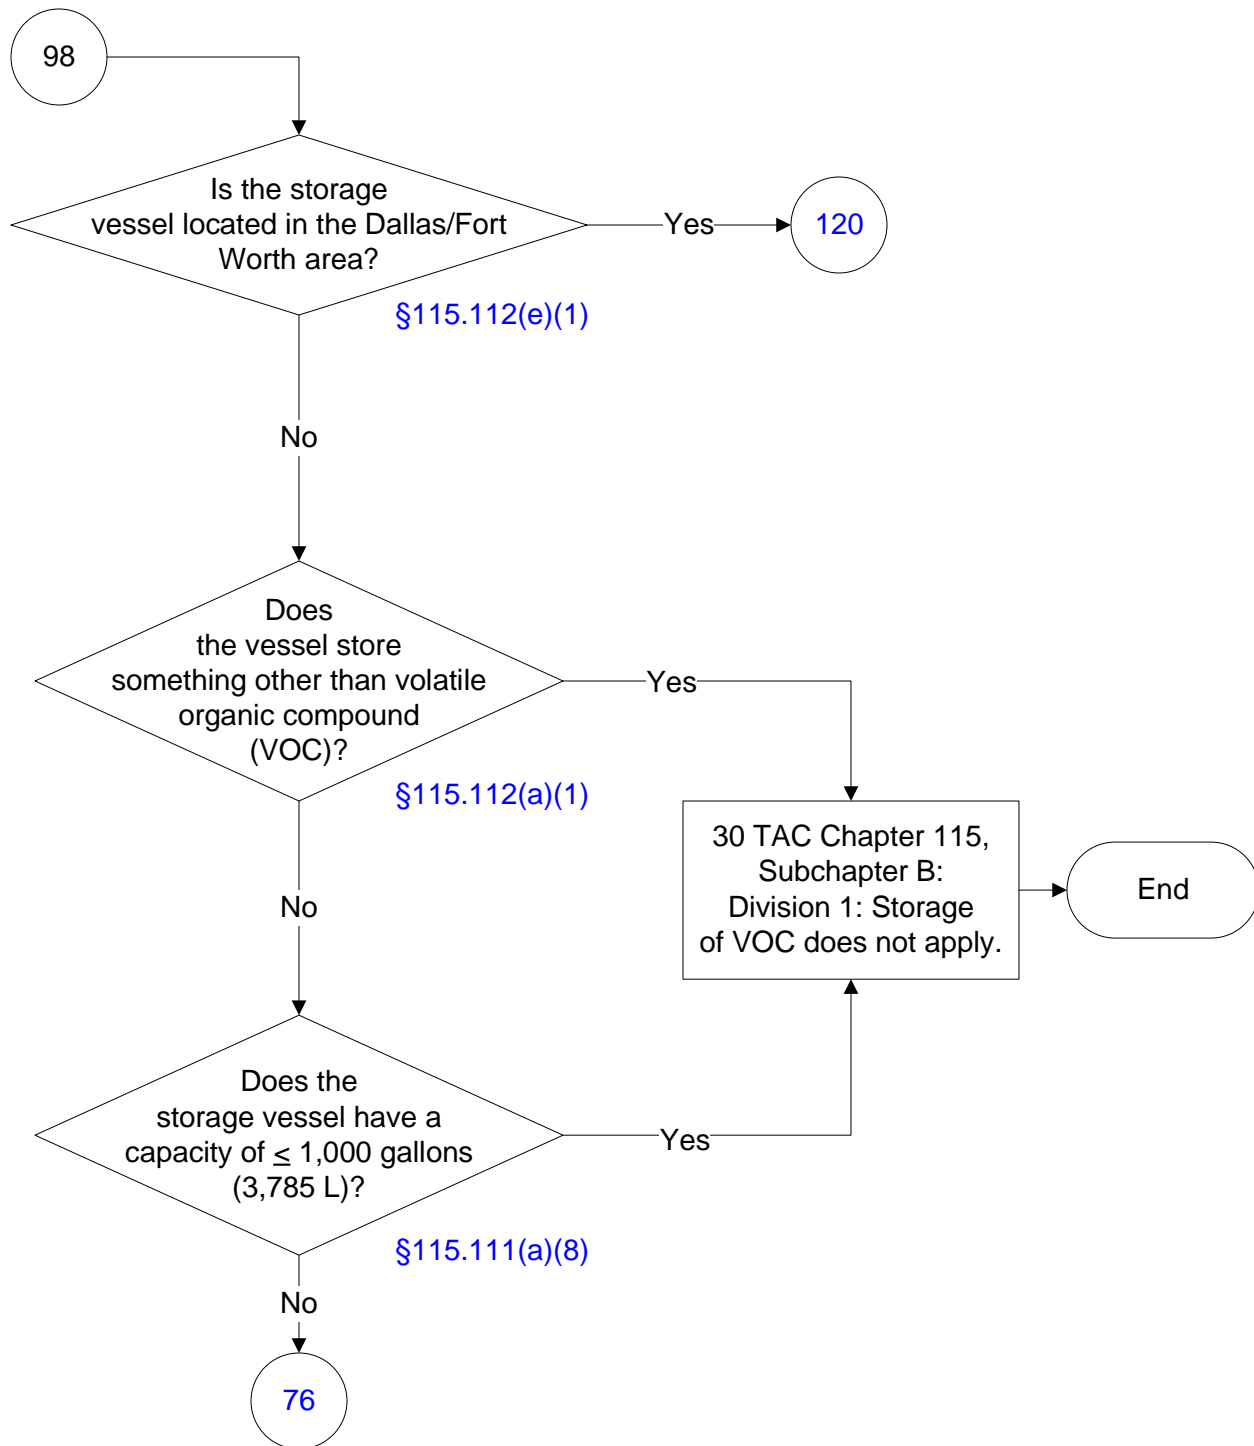 98
Is the storage
vessel located in the Dallas/Fort
Worth area?
Yes
120
§115.112(e)(1)
No
Does
the vessel store
something other than volatile
organic compound
(VOC)?
Yes
§115.112(a)(1)
30 TAC Chapter 115,
Subchapter B:
Division 1: Storage
of VOC does not apply.
End
No
Does the
storage vessel have a
capacity of ≤ 1,000 gallons
(3,785 L)?
Yes
§115.111(a)(8)
No
76